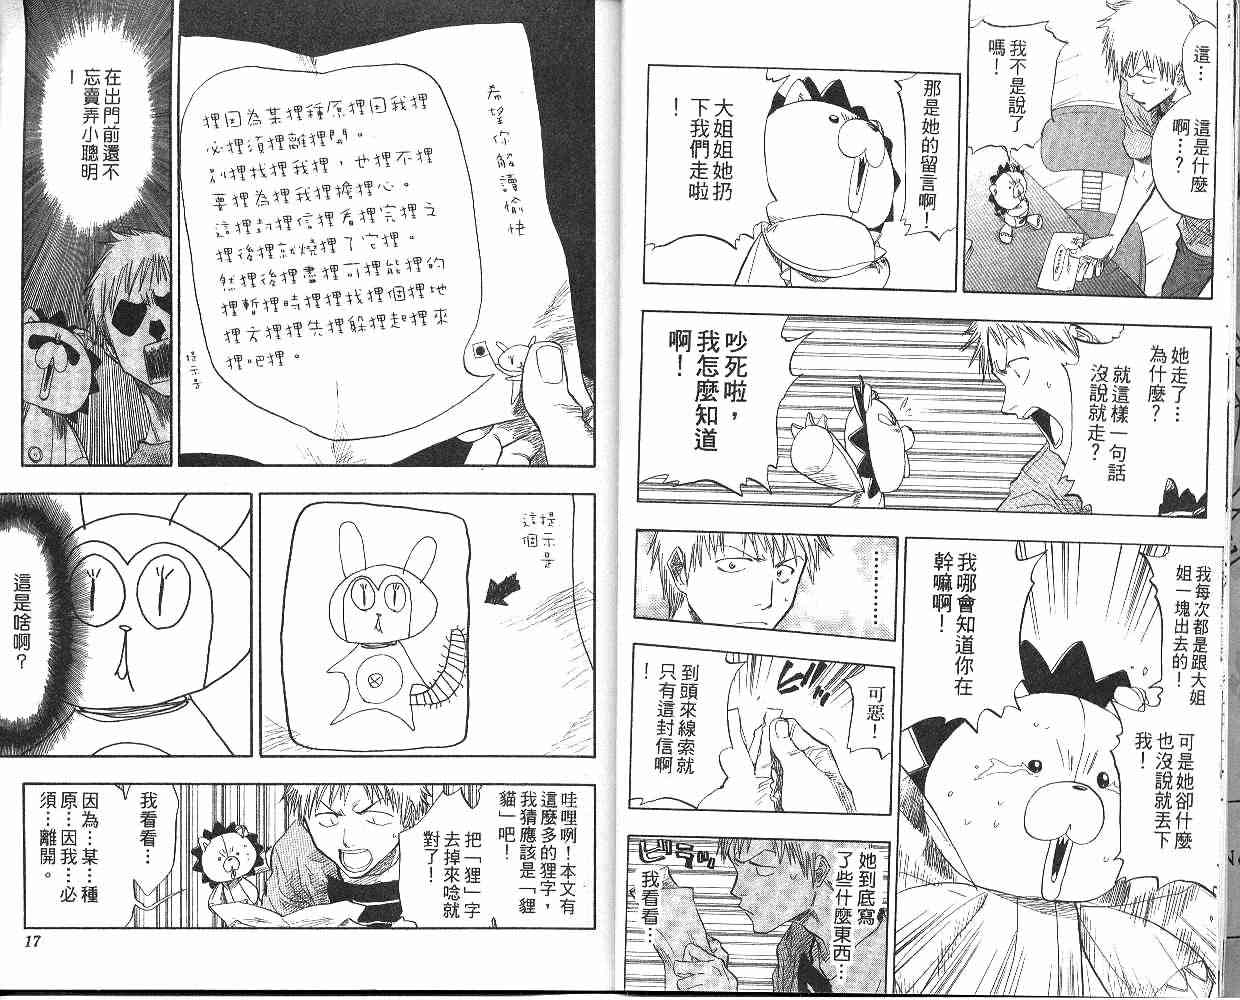 這…
這是什麼
啊…?
我不是說了
嗎!
那是她的留言啊!
大姐姐她扔
下我們走啦
!
她走了…
為什麼?
就這樣一句話
沒說就走?
吵死啦,
我怎麼知道
啊!
我每次都是跟大姐
姐一塊出去的!
可是她卻什麼
也沒說就丟下
我!
我哪會知道你在
幹嘛啊!
…………
可惡!
到頭來線索就
只有這封信啊
!
她到底寫
了些什麼東西…
我看看…
希望你解讀愉快
狸因為某狸種原狸因我狸
必狸須狸離狸開。
別狸找狸我狸,也狸不狸
要狸為狸我狸擔狸心。
這狸封狸信狸看狸完狸之
狸後狸就燒狸了它狸。
然狸後狸盡狸可狸能狸的
狸暫狸時狸狸找狸個狸地
狸方狸狸先狸躲狸起狸來
狸吧狸。
提示是
在出門前還不
忘賣弄小聰明
!
提示是
這個
這是啥啊?
哇哩咧!本文有
這麼多的狸字,
我猜應該是「貍
貓」吧!
把「狸」字
去掉來唸就
對了!
我看看…
因為…某…種
原…因我…必
須…離開。
17